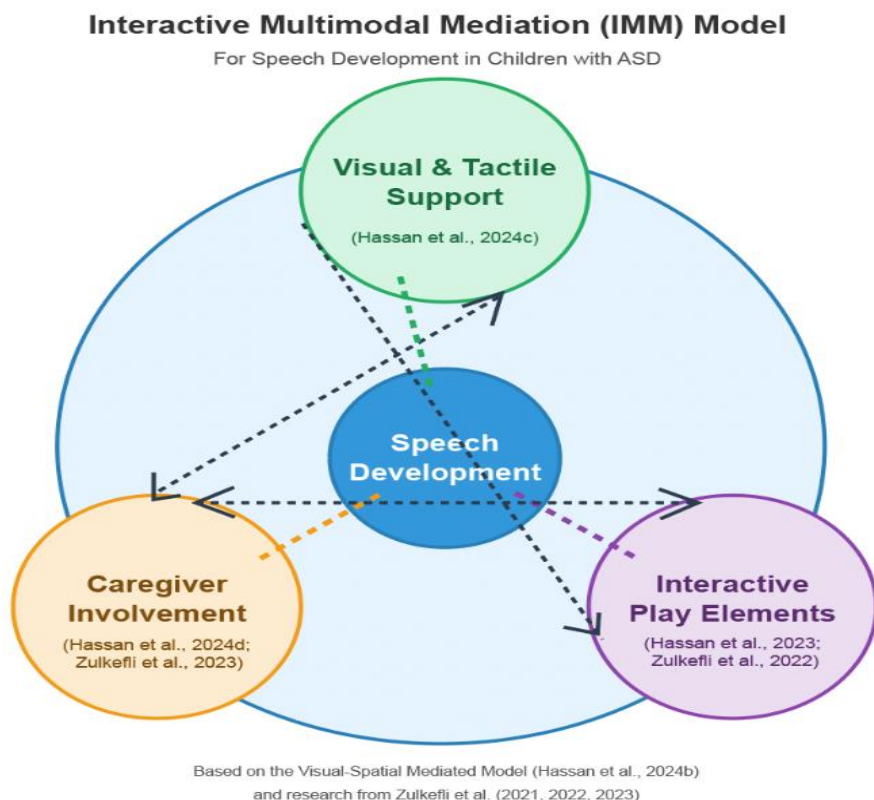 Interactive Multimodal Mediation (IMM) Model
For Speech Development in Children with ASD
Visual & Tactile
Support
(Hassan et al., 2024c)
Speech
Development
Caregiver
Involvement
(Hassan et al., 2024d;
Zulkefli et al., 2023)
Interactive
Play Elements
(Hassan et al., 2023;
Zulkefli et al., 2022)
Based on the Visual-Spatial Mediated Model (Hassan et al., 2024b)
and research from Zulkefli et al. (2021, 2022, 2023)